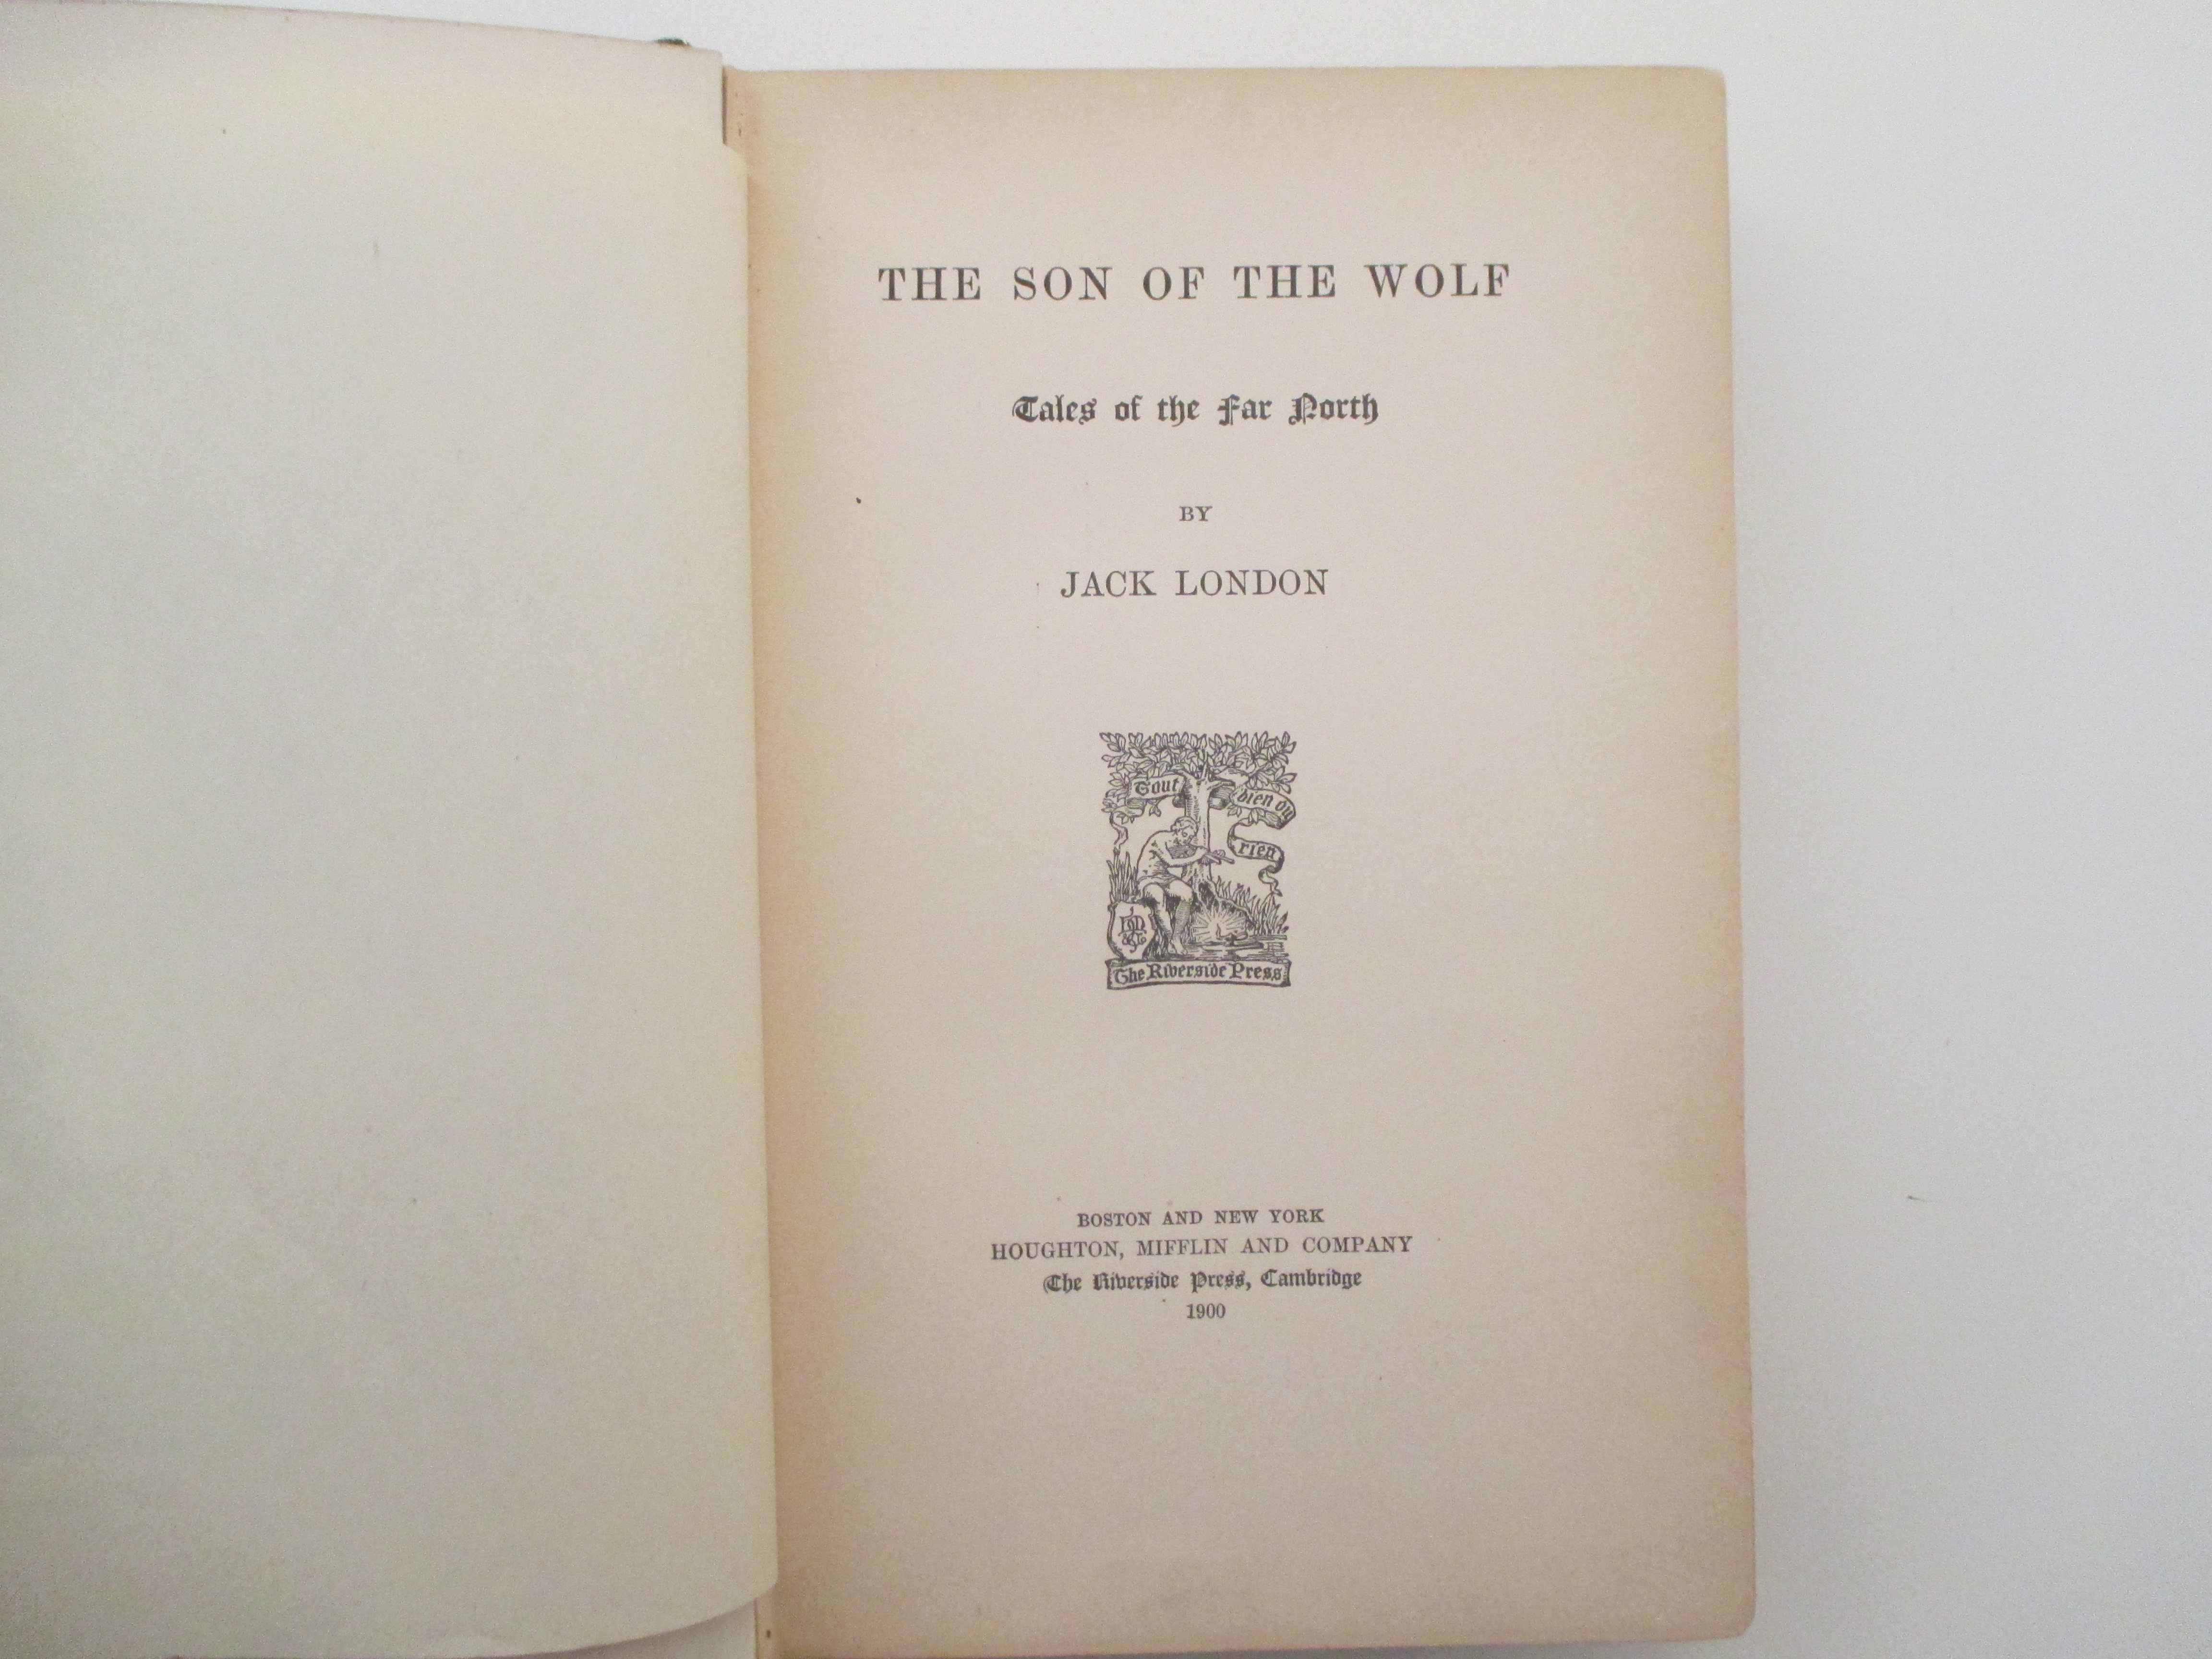 THE SON OF THE WOLF
Tales of the Far North
BY
JACK LONDON
Tout
bien ou
rien
The Riverside Press
BOSTON AND NEW YORK
HOUGHTON, MIFFLIN AND COMPANY
The Riverside Press, Cambridge
1900